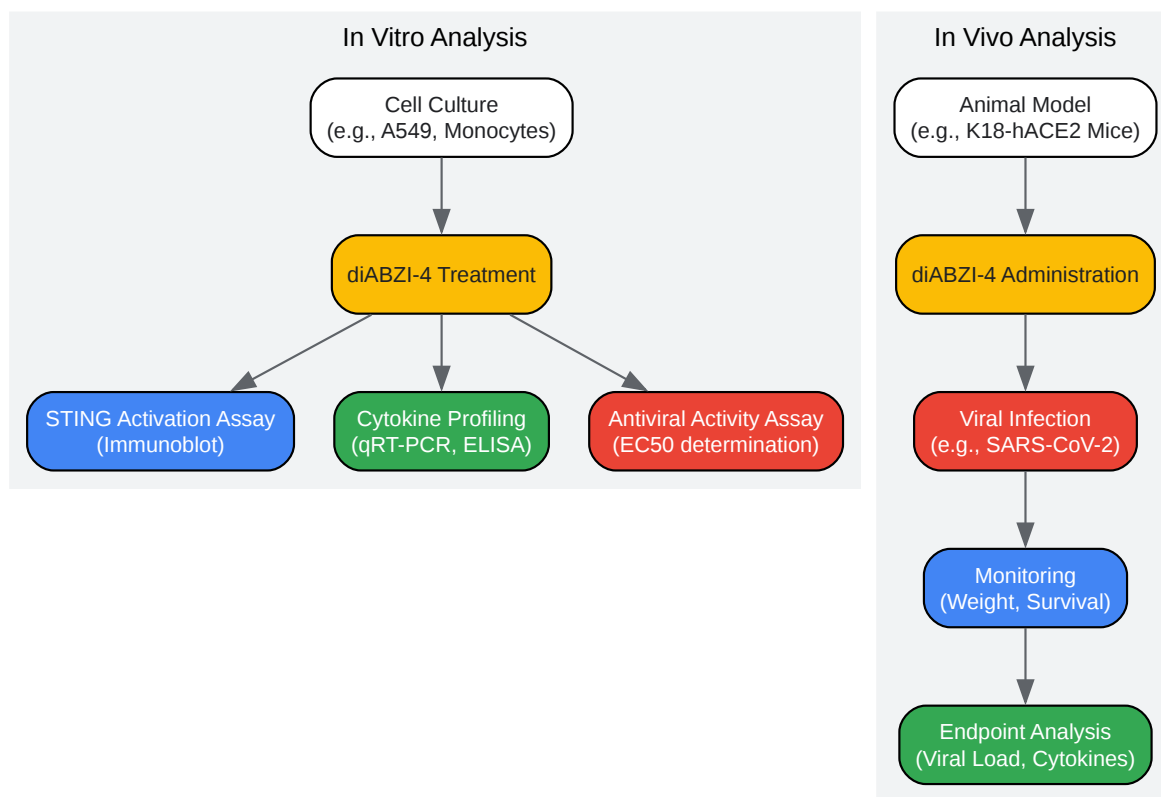 In Vitro Analysis
Cell Culture
(e.g., A549, Monocytes)
diABZI-4 Treatment
STING Activation Assay
(Immunoblot)
Cytokine Profiling
(qRT-PCR, ELISA)
Antiviral Activity Assay
(EC50 determination)
In Vivo Analysis
Animal Model
(e.g., K18-hACE2 Mice)
diABZI-4 Administration
Viral Infection
(e.g., SARS-CoV-2)
Monitoring
(Weight, Survival)
Endpoint Analysis
(Viral Load, Cytokines)